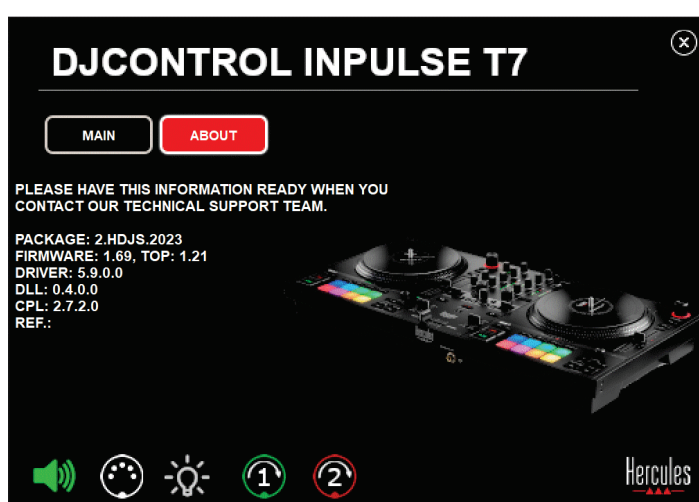 DJCONTROL INPULSE T7
MAIN
ABOUT
PLEASE HAVE THIS INFORMATION READY WHEN YOU
CONTACT OUR TECHNICAL SUPPORT TEAM.
PACKAGE: 2.HDJS.2023
FIRMWARE: 1.69, TOP: 1.21
DRIVER: 5.9.0.0
DLL: 0.4.0.0
CPL: 2.7.2.0
REF.:
1
2
Hercules